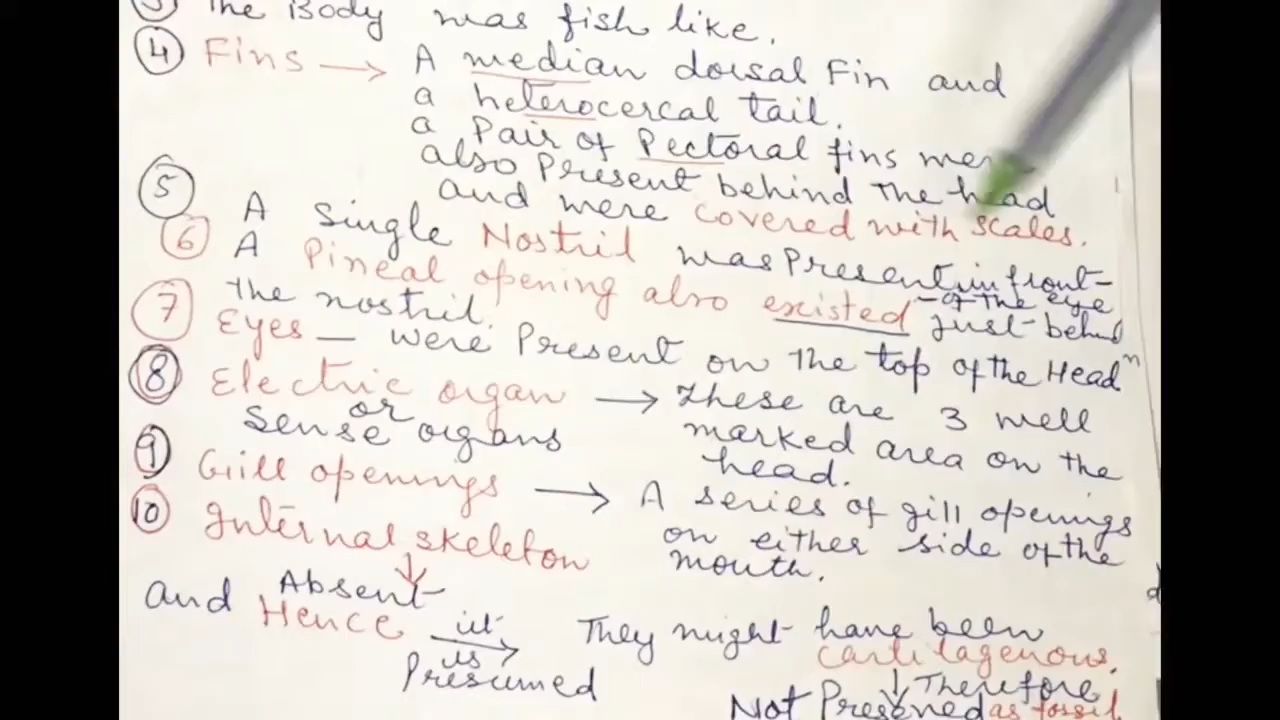 ③ The Body was fish like.
④ Fins → A median dorsal Fin and
a heterocercal tail.
a Pair of Pectoral fins
also Present behind the head
⑤ and were covered with scales.
A single Nostril was Present in front
of the eye
⑥ A Pineal opening also existed just behind
the nostril.
⑦ Eyes — were Present on the top of the Head
⑧ Electric organ → These are 3 well
or
sense organs
marked area on the
head.
⑨ Gill openings → A series of gill openings
on either side of the
mouth.
⑩ Internal skeleton
↓
Absent
and Hence it is Presumed → They might have been
cartilagenous.
↓ Therefore
Not Preserved as fossil